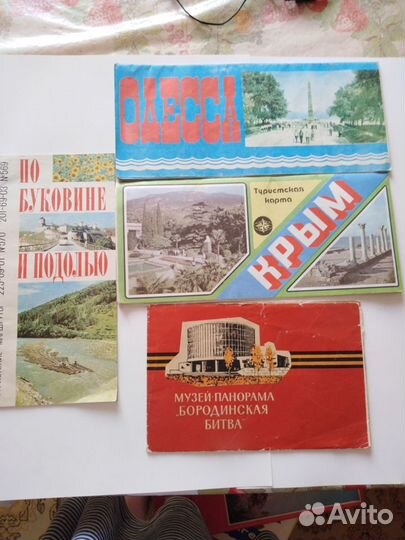 ОДЕССА
ПО
БУКОВИНЕ
И ПОДОЛЬЮ
Туристская
карта
КРЫМ
МУЗЕЙ-ПАНОРАМА
„БОРОДИНСКАЯ
БИТВА"
Avito